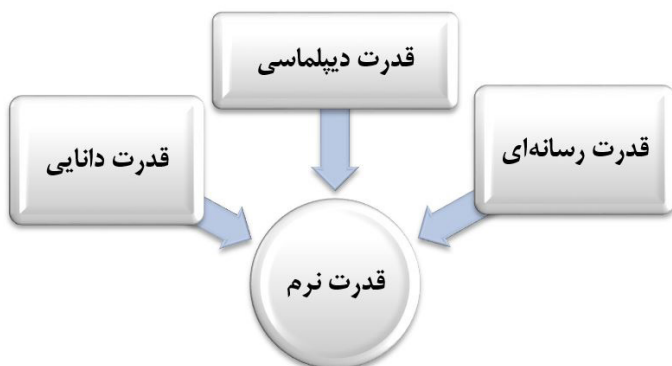 قدرت دیپلماسی
قدرت رسانه‌ای
قدرت دانایی
قدرت نرم